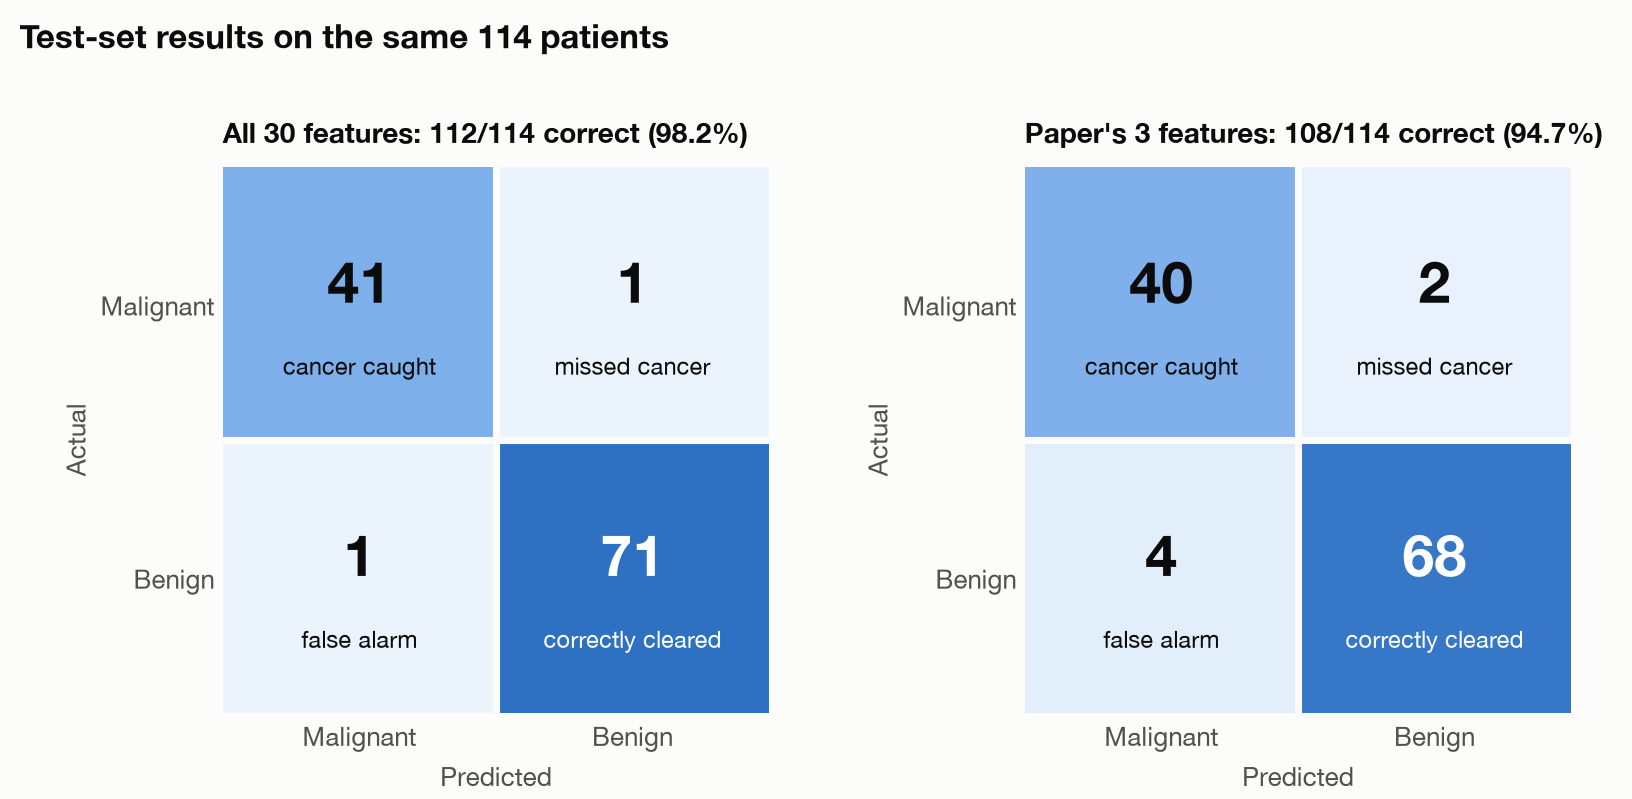 Test-set results on the same 114 patients
All 30 features: 112/114 correct (98.2%)
Actual
Malignant
41
cancer caught
1
missed cancer
Benign
1
false alarm
71
correctly cleared
Malignant
Benign
Predicted
Paper's 3 features: 108/114 correct (94.7%)
Actual
Malignant
40
cancer caught
2
missed cancer
Benign
4
false alarm
68
correctly cleared
Malignant
Benign
Predicted